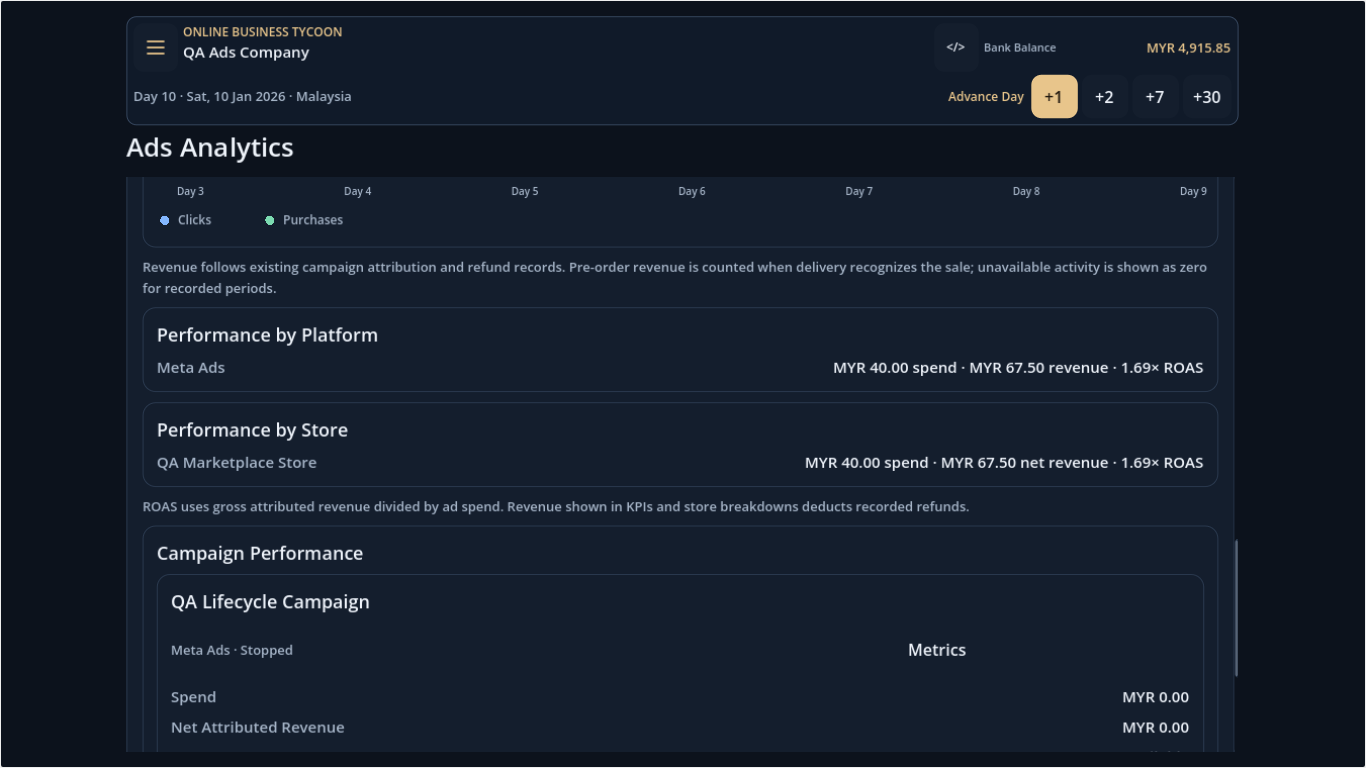 ONLINE BUSINESS TYCOON
QA Ads Company
</> Bank Balance MYR 4,915.85
Day 10 · Sat, 10 Jan 2026 · Malaysia
Advance Day +1 +2 +7 +30
Ads Analytics
Day 3 Day 4 Day 5 Day 6 Day 7 Day 8 Day 9
Clicks Purchases
Revenue follows existing campaign attribution and refund records. Pre-order revenue is counted when delivery recognizes the sale; unavailable activity is shown as zero
for recorded periods.
Performance by Platform
Meta Ads MYR 40.00 spend · MYR 67.50 revenue · 1.69× ROAS
Performance by Store
QA Marketplace Store MYR 40.00 spend · MYR 67.50 net revenue · 1.69× ROAS
ROAS uses gross attributed revenue divided by ad spend. Revenue shown in KPIs and store breakdowns deducts recorded refunds.
Campaign Performance
QA Lifecycle Campaign
Meta Ads · Stopped Metrics
Spend MYR 0.00
Net Attributed Revenue MYR 0.00